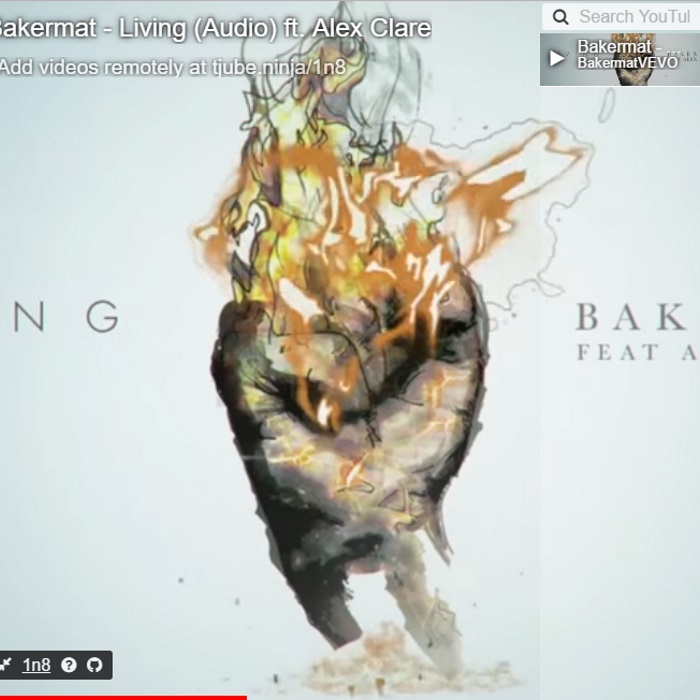 Bakermat - Living (Audio) ft. Alex Clare
Add videos remotely at tjube.ninja/1n8
Search YouTul
Bakermat -
BakermatVEVO
NG
BAK
FEAT A
1n8